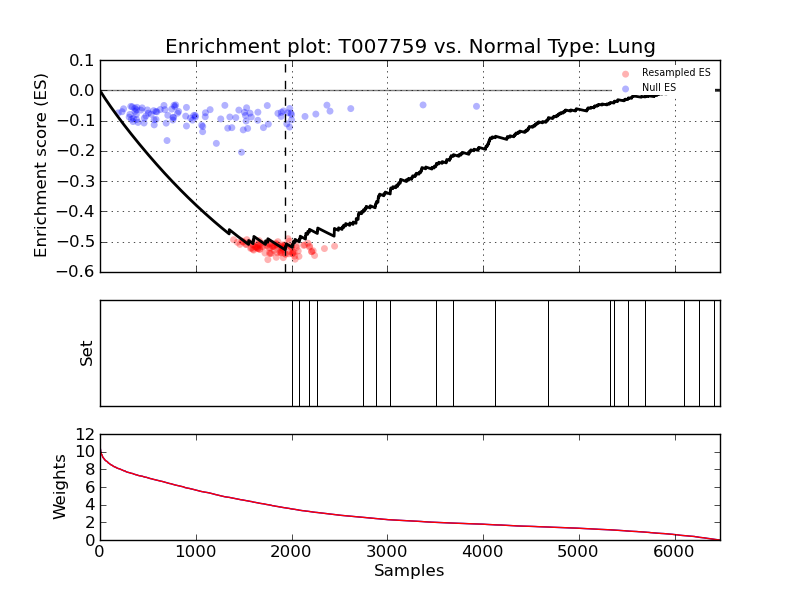 Enrichment plot: T007759 vs. Normal Type: Lung
Enrichment score (ES)
0.1
0.0
−0.1
−0.2
−0.3
−0.4
−0.5
−0.6
Resampled ES
Null ES
Set
Weights
12
10
8
6
4
2
0
0 1000 2000 3000 4000 5000 6000
Samples